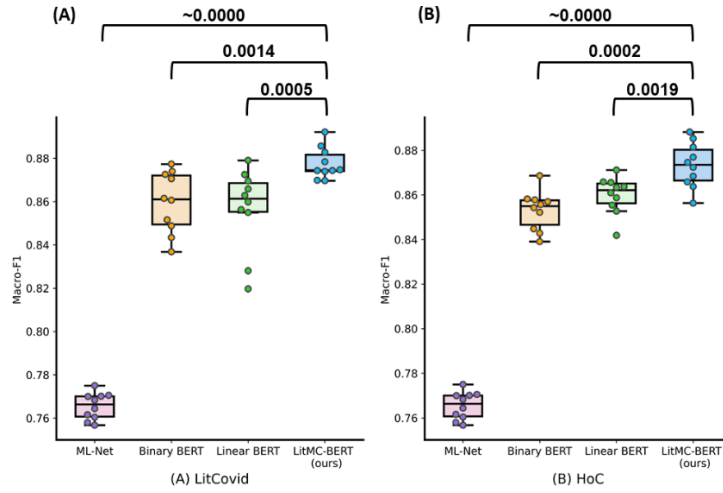 (A)
~0.0000
0.0014
0.0005
0.88
0.86
0.84
0.82
0.80
0.78
0.76
Macro-F1
ML-Net Binary BERT Linear BERT LitMC-BERT
(ours)
(A) LitCovid
(B)
~0.0000
0.0002
0.0019
0.88
0.86
0.84
0.82
0.80
0.78
0.76
Macro-F1
ML-Net Binary BERT Linear BERT LitMC-BERT
(ours)
(B) HoC